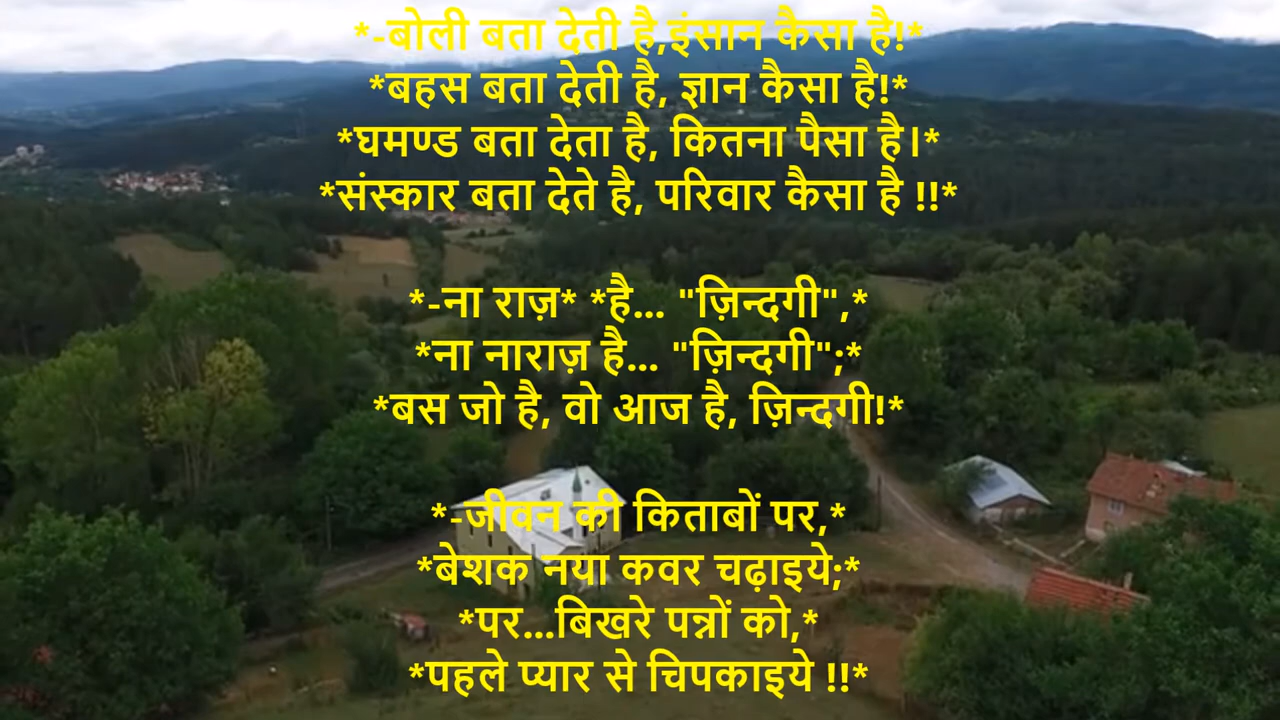 *-बोली बता देती है,इंसान कैसा है!*
*बहस बता देती है, ज्ञान कैसा है!*
*घमण्ड बता देता है, कितना पैसा है।*
*संस्कार बता देते है, परिवार कैसा है !!*
*-ना राज़* *है... "ज़िन्दगी",*
*ना नाराज़ है... "ज़िन्दगी";*
*बस जो है, वो आज है, ज़िन्दगी!*
*-जीवन की किताबों पर,*
*बेशक नया कवर चढ़ाइये;*
*पर...बिखरे पन्नों को,*
*पहले प्यार से चिपकाइये !!*